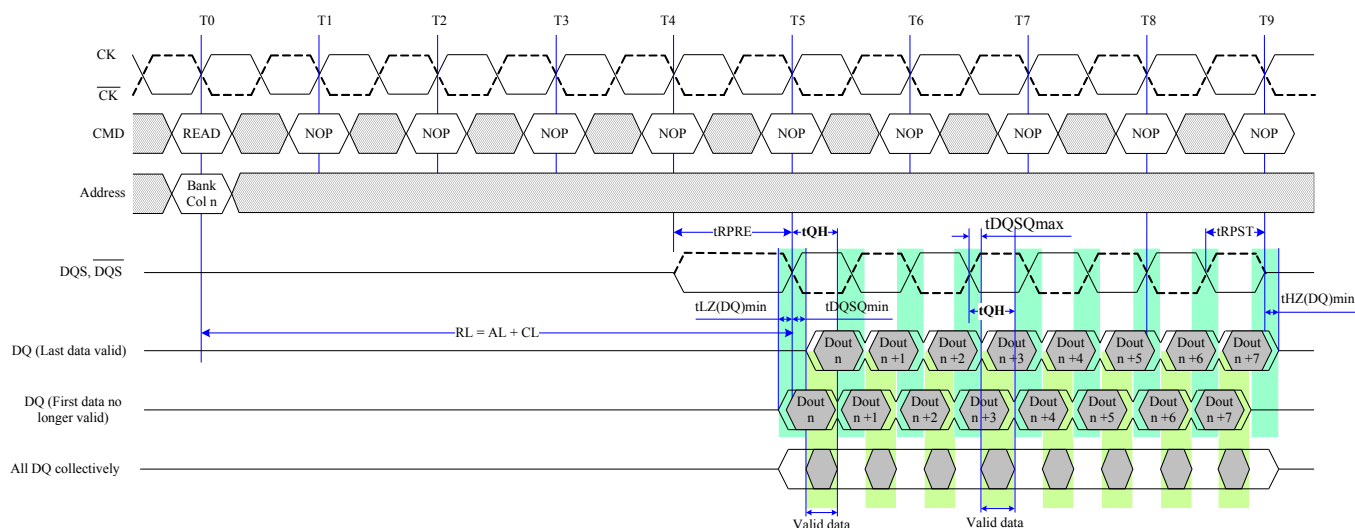 T0 T1 T2 T3 T4 T5 T6 T7 T8 T9
CK
CK
CMD READ NOP NOP NOP NOP NOP NOP NOP NOP
Address Bank
Col n
tDQSQmax
tRPRE tQH tRPST
DQS, DQS
tLZ(DQ)min tDQSQmin tQH tHZ(DQ)min
RL = AL + CL
DQ (Last data valid) Dout Dout Dout Dout Dout Dout Dout Dout
n n +1 n +2 n +3 n +4 n +5 n +6 n +7
DQ (First data no
longer valid)
Dout Dout Dout Dout Dout Dout Dout Dout
n n +1 n +2 n +3 n +4 n +5 n +6 n +7
All DQ collectively
Valid data Valid data